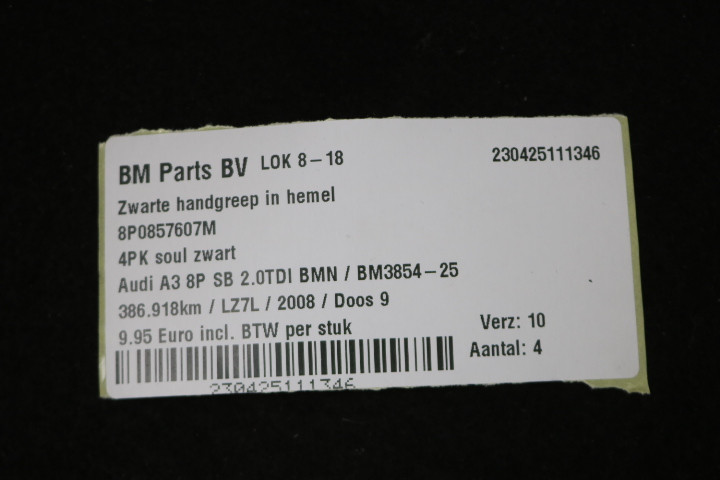 BM Parts BV LOK 8-18 230425111346
Zwarte handgreep in hemel
8P0857607M
4PK soul zwart
Audi A3 8P SB 2.0TDI BMN / BM3854-25
386.918km / LZ7L / 2008 / Doos 9
9.95 Euro incl. BTW per stuk
Verz: 10
Aantal: 4
230425111346